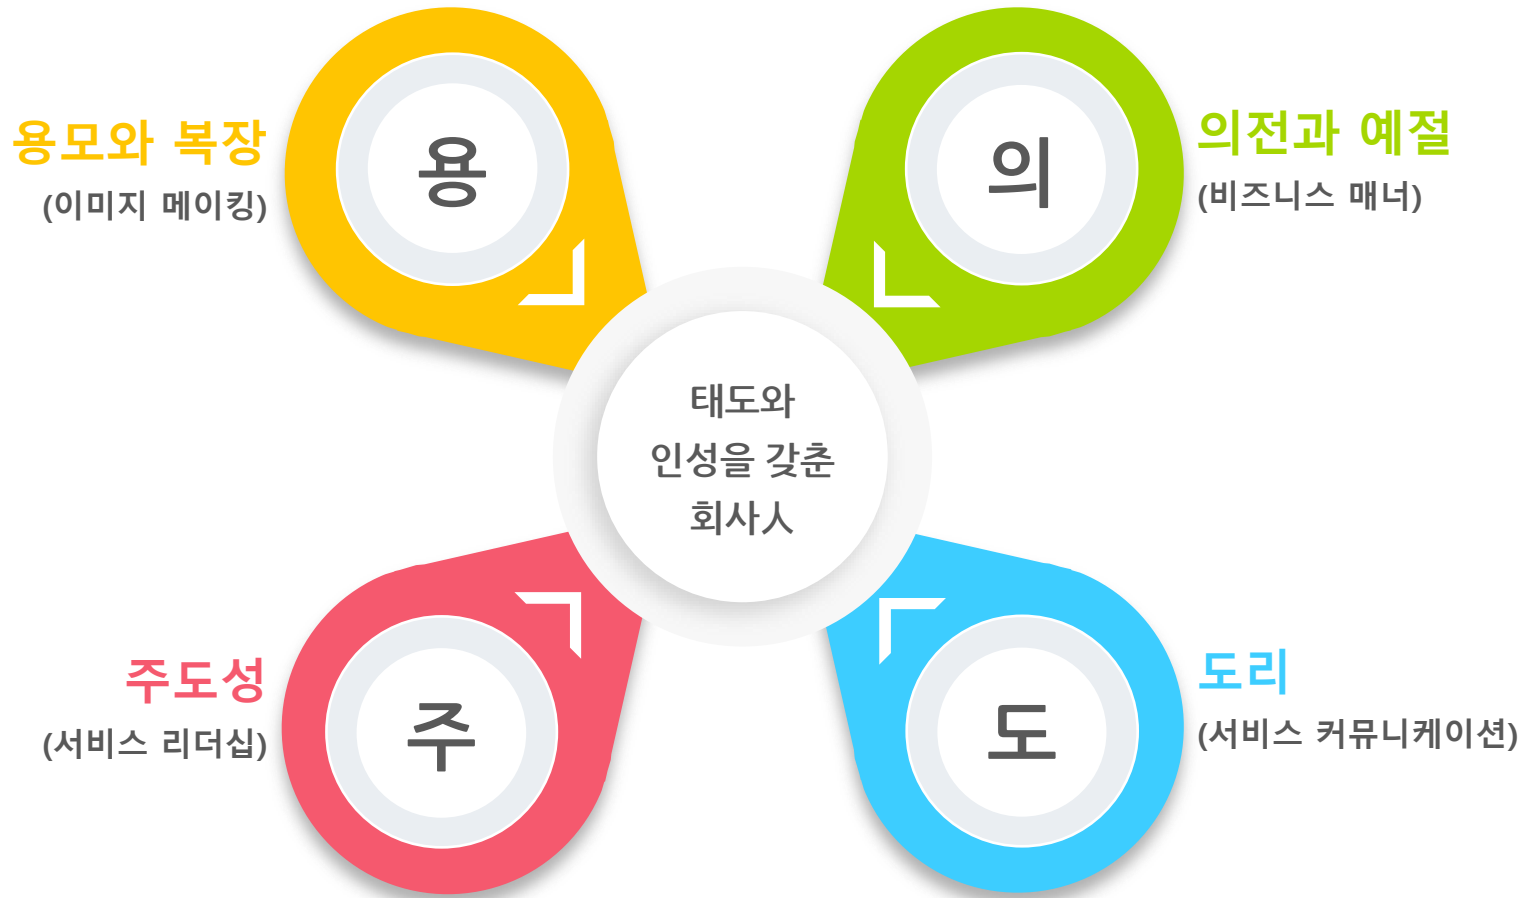 용모와 복장
(이미지 메이킹)
용
의
의전과 예절
(비즈니스 매너)
태도와
인성을 갖춘
회사人
주도성
(서비스 리더십)
주
도
도리
(서비스 커뮤니케이션)